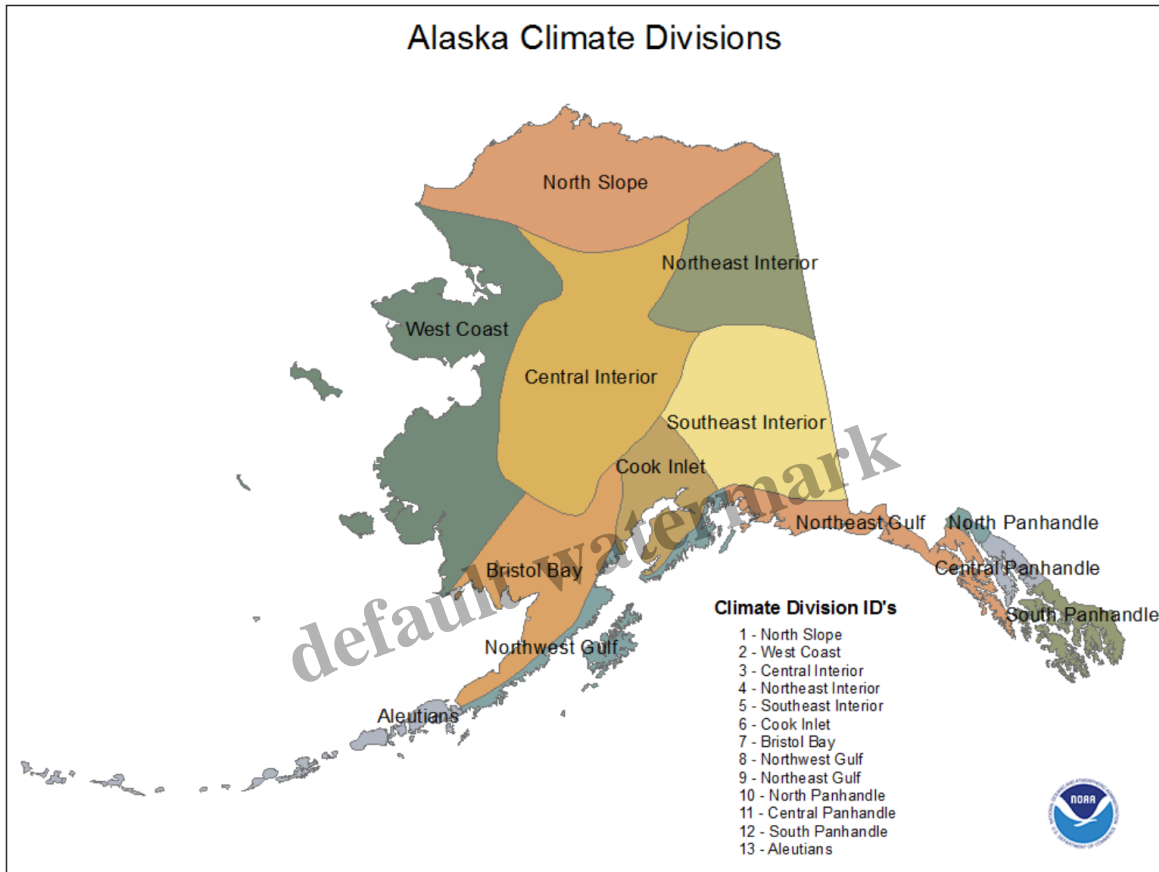 Alaska Climate Divisions
North Slope
Northeast Interior
West Coast
Central Interior
Southeast Interior
Cook Inlet
Northeast Gulf
North Panhandle
Central Panhandle
Bristol Bay
South Panhandle
Northwest Gulf
Aleutians
default watermark
Climate Division ID's
1 - North Slope
2 - West Coast
3 - Central Interior
4 - Northeast Interior
5 - Southeast Interior
6 - Cook Inlet
7 - Bristol Bay
8 - Northwest Gulf
9 - Northeast Gulf
10 - North Panhandle
11 - Central Panhandle
12 - South Panhandle
13 - Aleutians
NOAA